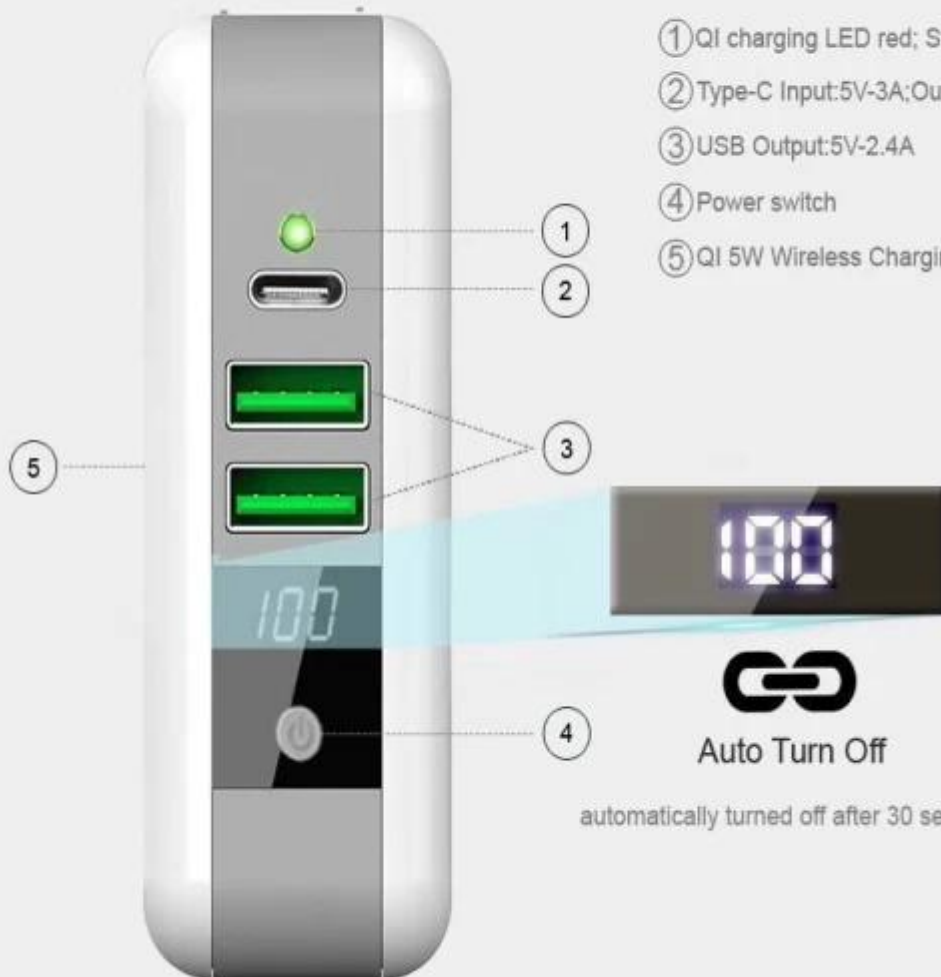 ①QI charging LED red; S
②Type-C Input:5V-3A;Ou
③USB Output:5V-2.4A
④Power switch
⑤QI 5W Wireless Chargin
1
2
3
5
100
100
4
Auto Turn Off
automatically turned off after 30 se